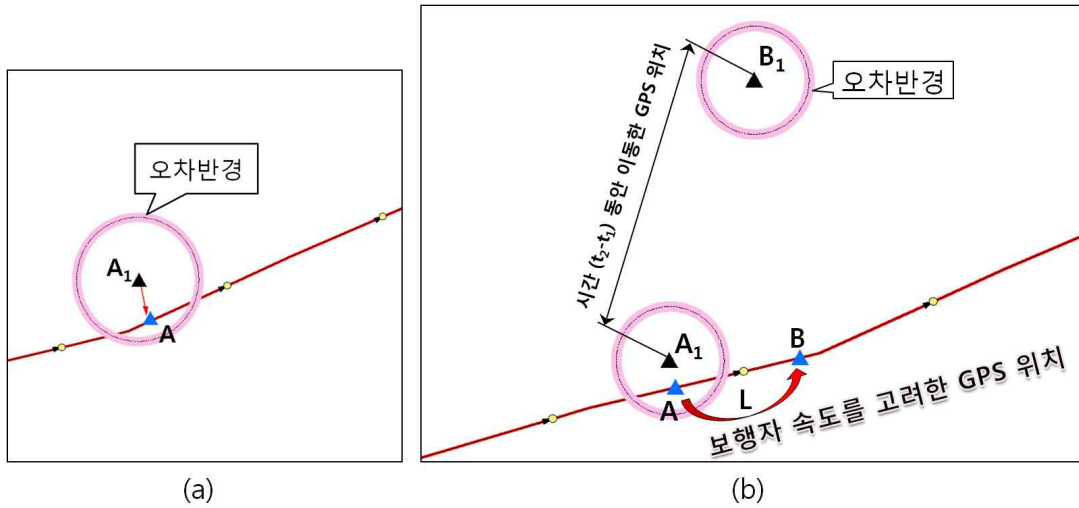 오차반경
A₁
A
(a)
B₁
오차반경
시간 (t₂-t₁) 동안 이동한 GPS 위치
A₁
A
B
L
보행자 속도를 고려한 GPS 위치
(b)